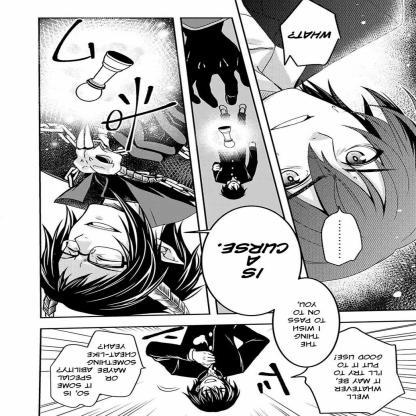 SO, IS
IT SOME
SPECIAL
ABILITY?
MAYBE
OR
SOMETHING
CHEAT-LIKE
YEAH?
WELL
WHATEVER
IT MAY BE,
I'LL TRY
TO PUT IT TO
GOOD USE!
THE
THING
I WISH
TO PASS
ON TO
YOU,
IS
A
CURSE.
........
WHAT?